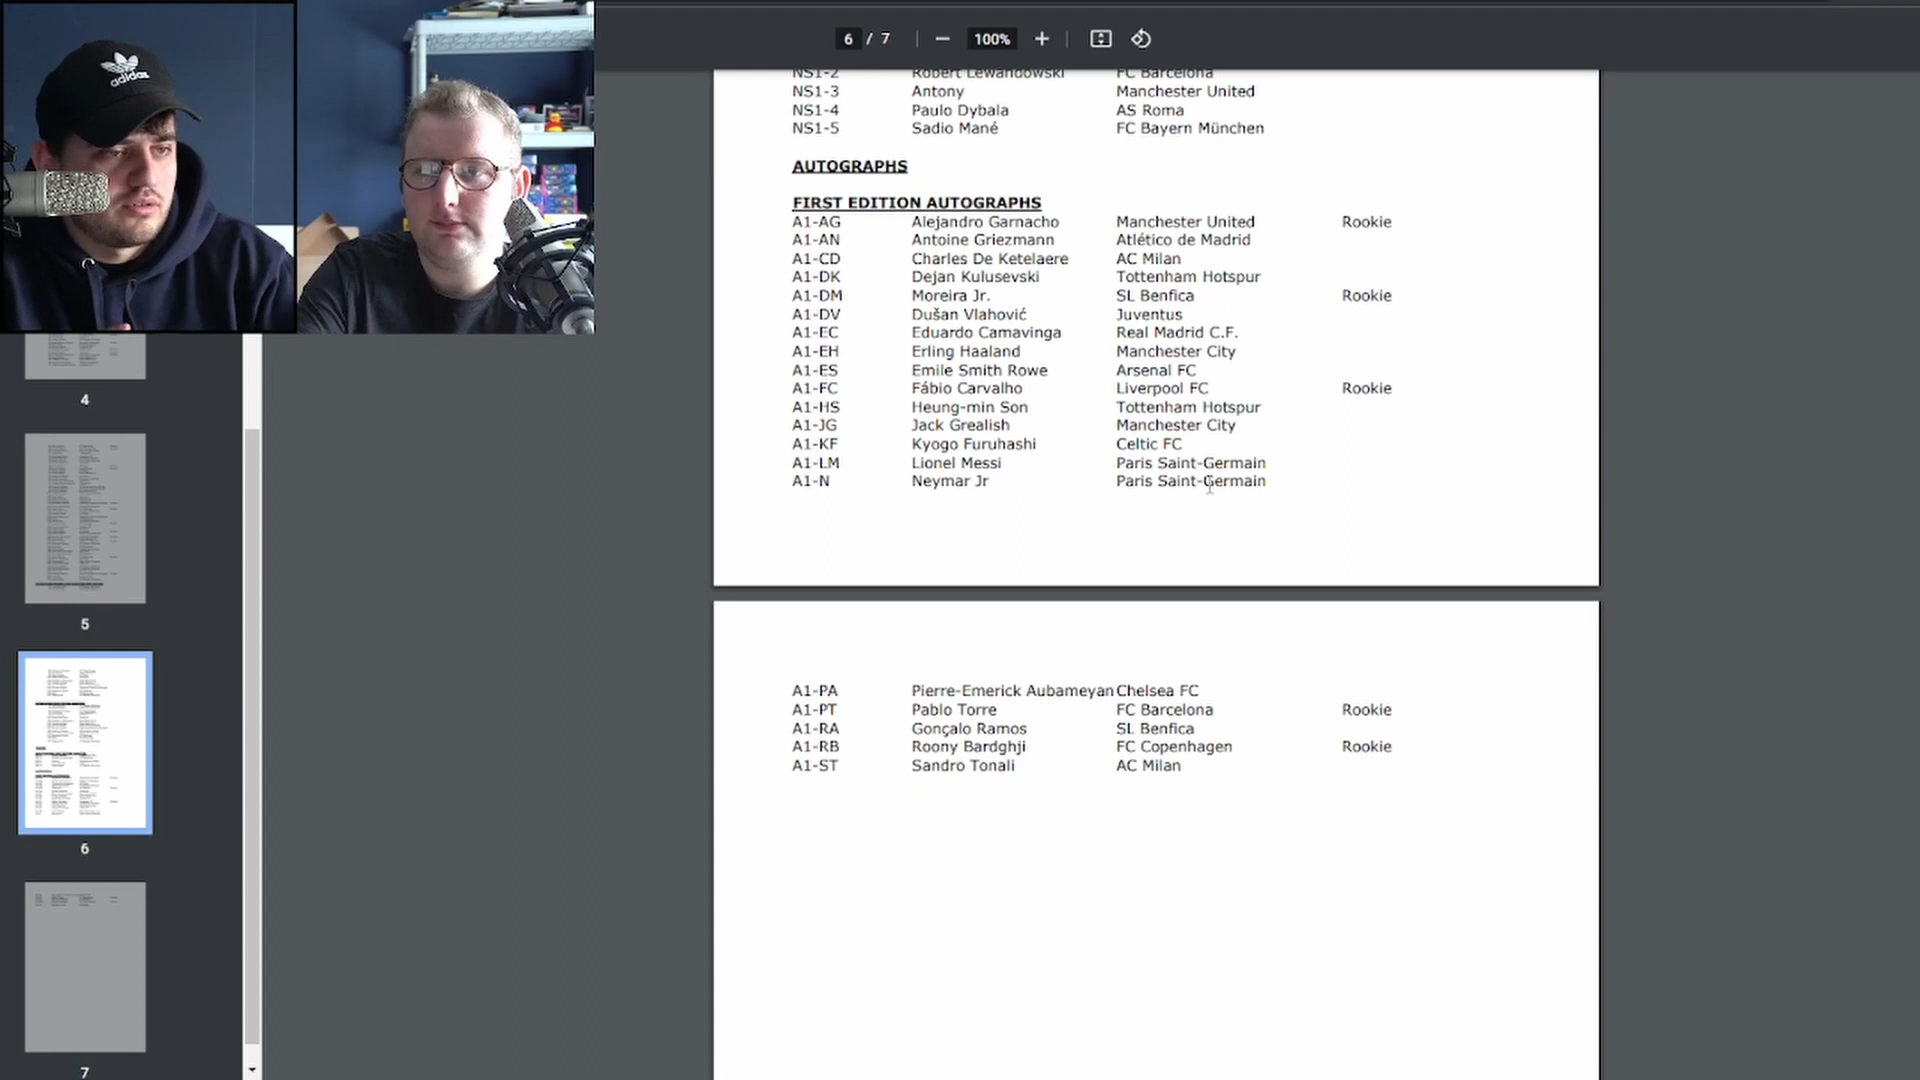 adidas
6 / 7 100%
NS1-2 Robert Lewandowski FC Barcelona
NS1-3 Antony Manchester United
NS1-4 Paulo Dybala AS Roma
NS1-5 Sadio Mané FC Bayern München
AUTOGRAPHS
FIRST EDITION AUTOGRAPHS
A1-AG Alejandro Garnacho Manchester United Rookie
A1-AN Antoine Griezmann Atlético de Madrid
A1-CD Charles De Ketelaere AC Milan
A1-DK Dejan Kulusevski Tottenham Hotspur
A1-DM Moreira Jr. SL Benfica Rookie
A1-DV Dušan Vlahović Juventus
A1-EC Eduardo Camavinga Real Madrid C.F.
A1-EH Erling Haaland Manchester City
A1-ES Emile Smith Rowe Arsenal FC
A1-FC Fábio Carvalho Liverpool FC Rookie
A1-HS Heung-min Son Tottenham Hotspur
A1-JG Jack Grealish Manchester City
A1-KF Kyogo Furuhashi Celtic FC
A1-LM Lionel Messi Paris Saint-Germain
A1-N Neymar Jr Paris Saint-Germain
A1-PA Pierre-Emerick Aubameyan Chelsea FC
A1-PT Pablo Torre FC Barcelona Rookie
A1-RA Gonçalo Ramos SL Benfica
A1-RB Roony Bardghji FC Copenhagen Rookie
A1-ST Sandro Tonali AC Milan
4
5
6
7